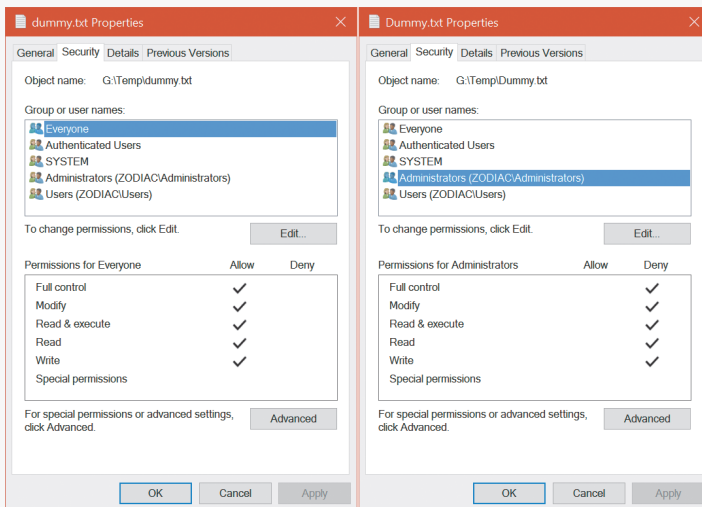 dummy.txt Properties
General Security Details Previous Versions
Object name: G:\Temp\dummy.txt
Group or user names:
Everyone
Authenticated Users
SYSTEM
Administrators (ZODIAC\Administrators)
Users (ZODIAC\Users)
To change permissions, click Edit.
Edit...
Permissions for Everyone Allow Deny
Full control
Modify
Read & execute
Read
Write
Special permissions
For special permissions or advanced settings,
click Advanced.
Advanced
OK Cancel Apply
Dummy.txt Properties
General Security Details Previous Versions
Object name: G:\Temp\Dummy.txt
Group or user names:
Everyone
Authenticated Users
SYSTEM
Administrators (ZODIAC\Administrators)
Users (ZODIAC\Users)
To change permissions, click Edit.
Edit...
Permissions for Administrators Allow Deny
Full control
Modify
Read & execute
Read
Write
Special permissions
For special permissions or advanced settings,
click Advanced.
Advanced
OK Cancel Apply